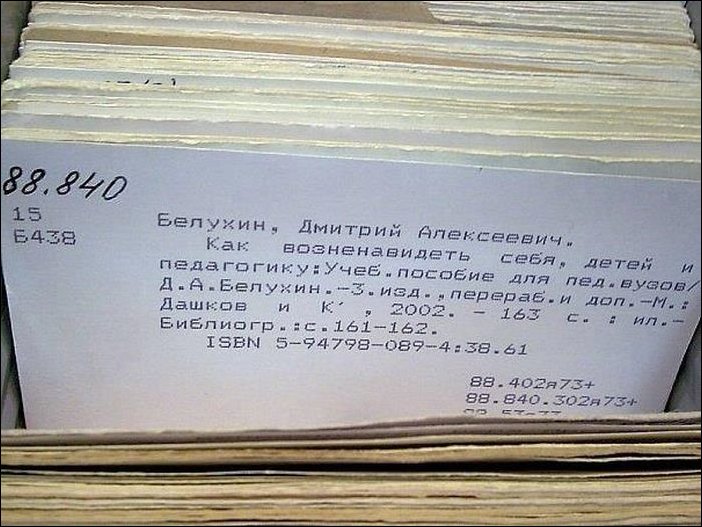 88.840
15
Б438
Белухин, Дмитрий Алексеевич.
Как возненавидеть себя, детей и
педагогику:Учеб.пособие для пед.вузов/
Д.А.Белухин.-3.изд.,перераб.и доп.-М.:
Дашков и К´, 2002. - 163 с. : ил.-
Библиогр.:с.161-162.
ISBN 5-94798-089-4:38.61
88.402я73+
88.840.302я73+